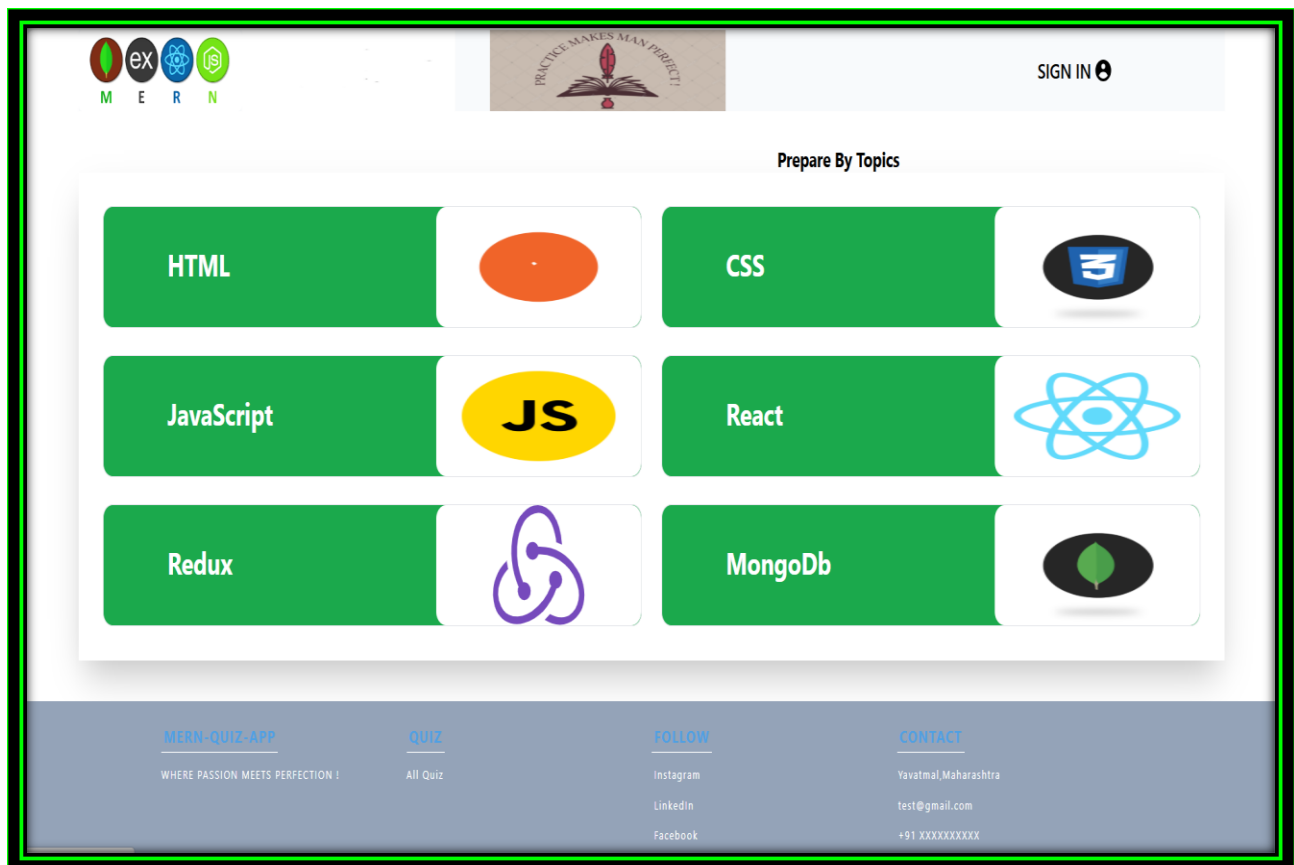 ex
JS
M E R N
PRACTICE MAKES MAN PERFECT!
SIGN IN
Prepare By Topics
HTML
CSS
3
JavaScript
JS
React
Redux
MongoDb
MERN-QUIZ-APP
WHERE PASSION MEETS PERFECTION !
QUIZ
All Quiz
FOLLOW
Instagram
LinkedIn
Facebook
CONTACT
Yavatmal,Maharashtra
test@gmail.com
+91 XXXXXXXXXX